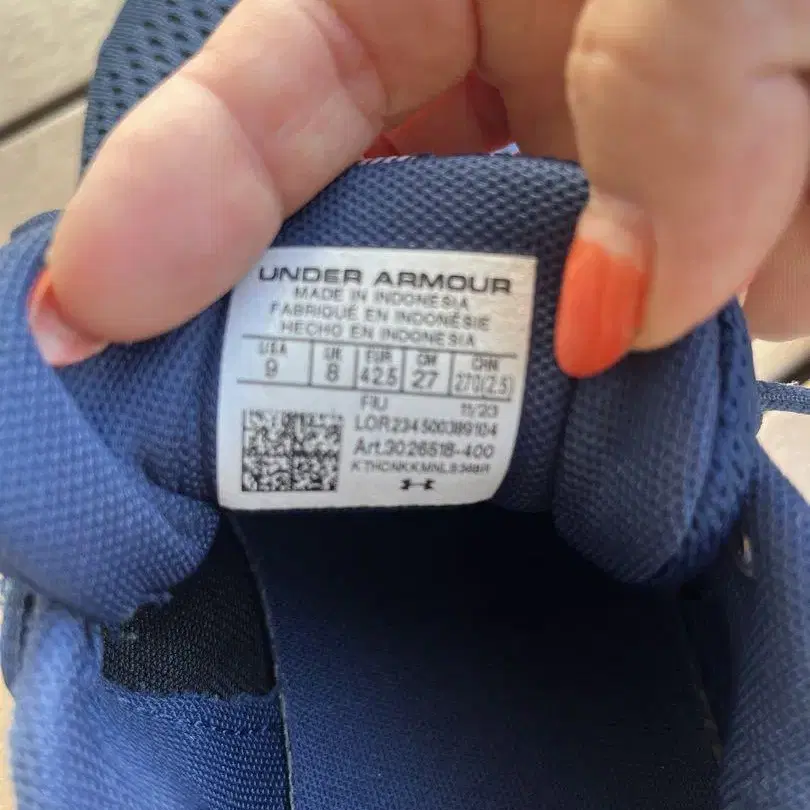 UNDER ARMOUR
MADE IN INDONESIA
FABRIQUÉ EN INDONÉSIE
HECHO EN INDONESIA
USA UK EUR CM CHN
9 8 42.5 27 270(2.5)
FIU 11/23
LOR234500389104
Art.3026518-400